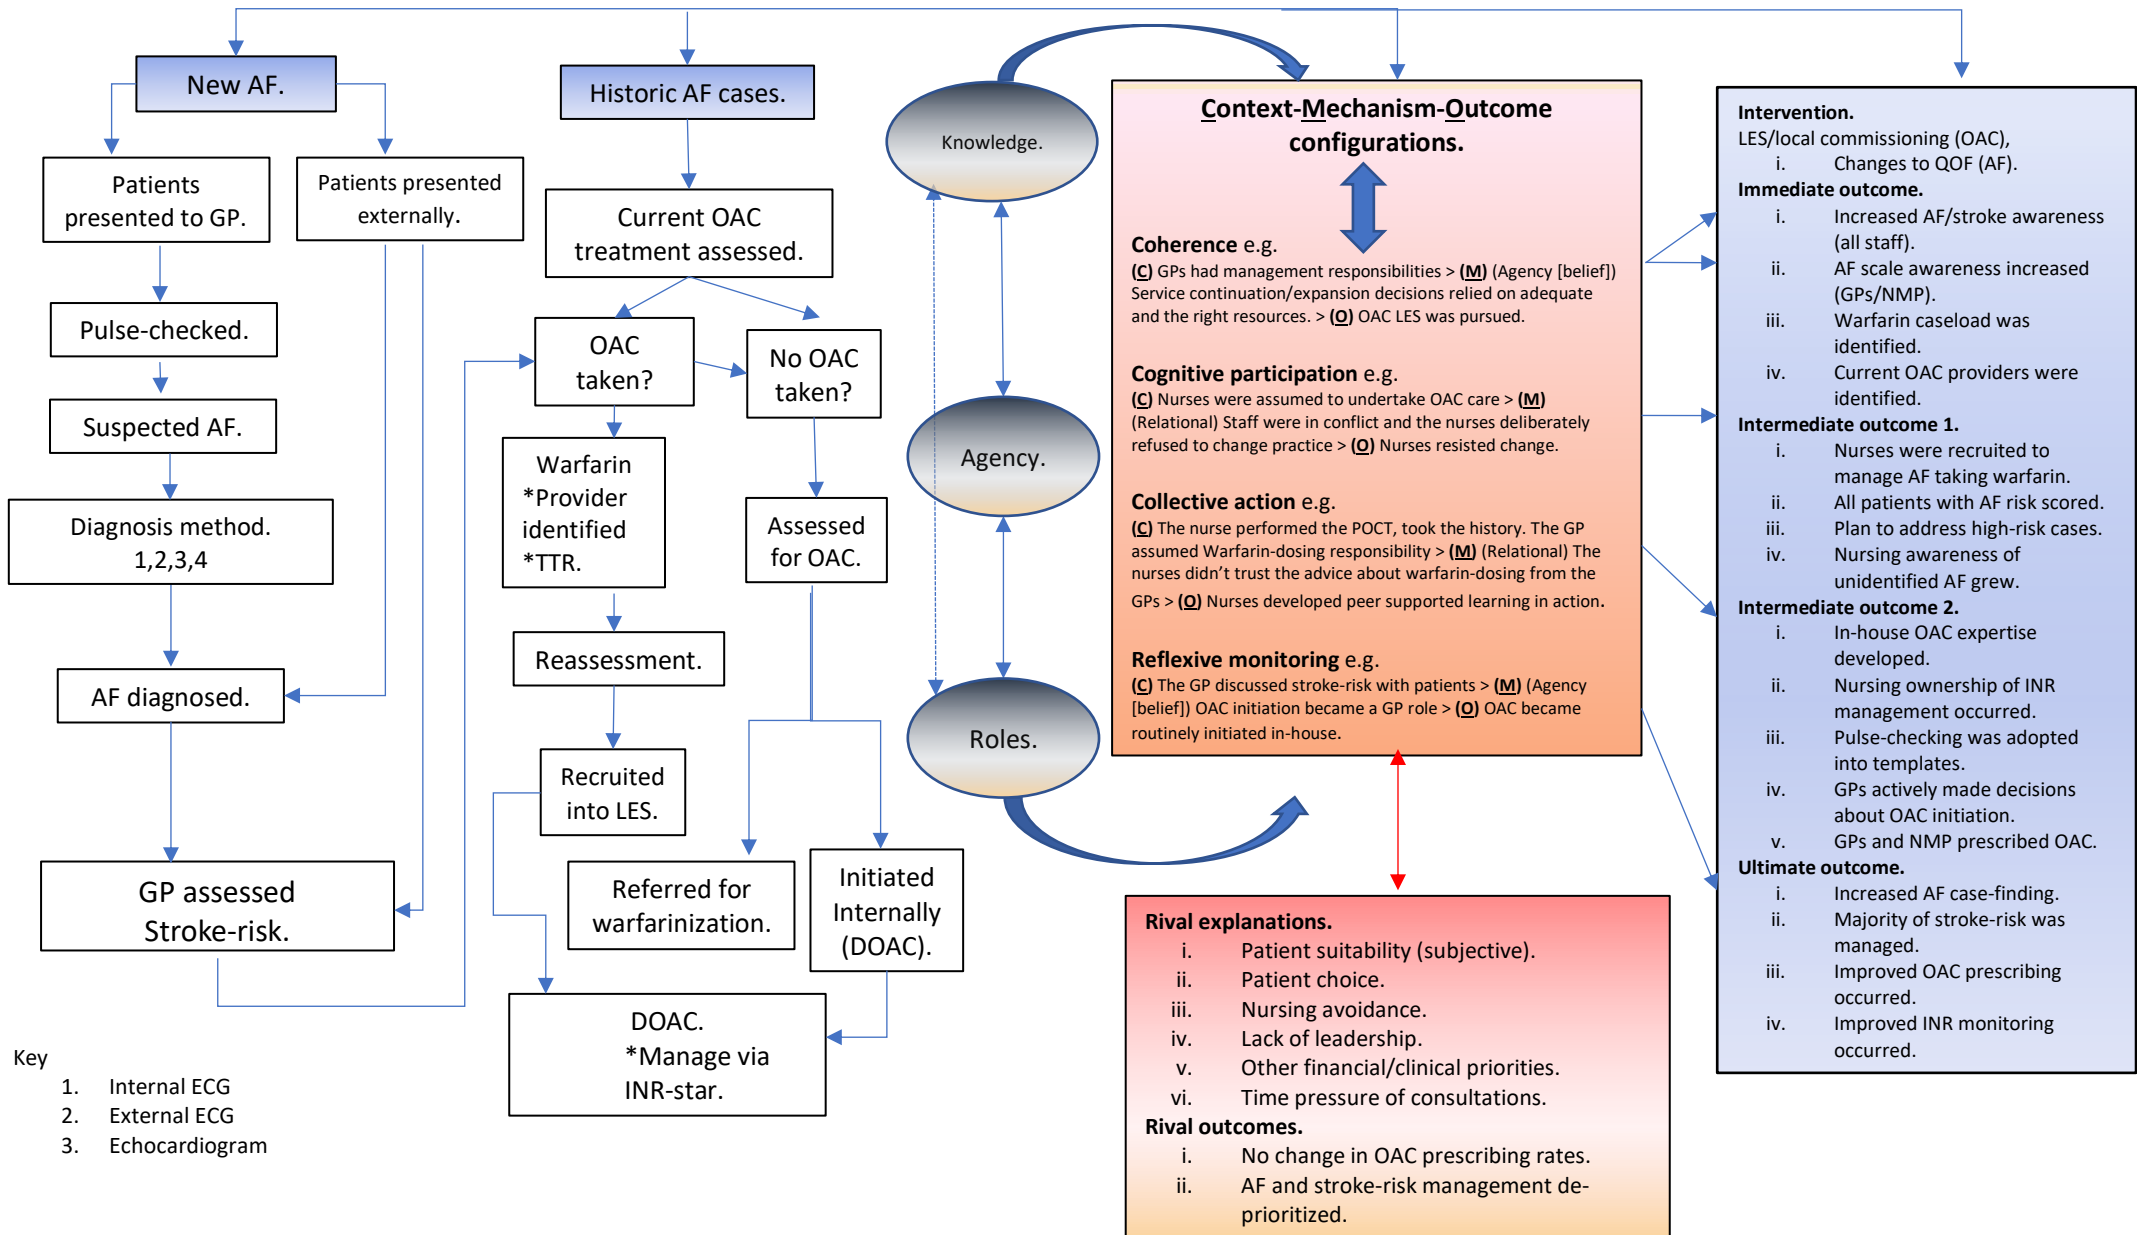 New AF.
Patients
presented to GP.
Patients presented
externally.
Pulse-checked.
Suspected AF.
Diagnosis method.
1,2,3,4
AF diagnosed.
GP assessed
Stroke-risk.
Key
1. Internal ECG
2. External ECG
3. Echocardiogram
Historic AF cases.
Current OAC
treatment assessed.
OAC
taken?
No OAC
taken?
Warfarin
*Provider
identified
*TTR.
Assessed
for OAC.
Reassessment.
Recruited
into LES.
Referred for
warfarinization.
Initiated
Internally
(DOAC).
DOAC.
*Manage via
INR-star.
Knowledge.
Agency.
Roles.
Context-Mechanism-Outcome
configurations.
Coherence e.g.
(C) GPs had management responsibilities > (M) (Agency [belief])
Service continuation/expansion decisions relied on adequate
and the right resources. > (O) OAC LES was pursued.
Cognitive participation e.g.
(C) Nurses were assumed to undertake OAC care > (M)
(Relational) Staff were in conflict and the nurses deliberately
refused to change practice > (O) Nurses resisted change.
Collective action e.g.
(C) The nurse performed the POCT, took the history. The GP
assumed Warfarin-dosing responsibility > (M) (Relational) The
nurses didn't trust the advice about warfarin-dosing from the
GPs > (O) Nurses developed peer supported learning in action.
Reflexive monitoring e.g.
(C) The GP discussed stroke-risk with patients > (M) (Agency
[belief]) OAC initiation became a GP role > (O) OAC became
routinely initiated in-house.
Rival explanations.
i. Patient suitability (subjective).
ii. Patient choice.
iii. Nursing avoidance.
iv. Lack of leadership.
v. Other financial/clinical priorities.
vi. Time pressure of consultations.
Rival outcomes.
i. No change in OAC prescribing rates.
ii. AF and stroke-risk management de-
prioritized.
Intervention.
LES/local commissioning (OAC),
i. Changes to QOF (AF).
Immediate outcome.
i. Increased AF/stroke awareness
(all staff).
ii. AF scale awareness increased
(GPs/NMP).
iii. Warfarin caseload was
identified.
iv. Current OAC providers were
identified.
Intermediate outcome 1.
i. Nurses were recruited to
manage AF taking warfarin.
ii. All patients with AF risk scored.
iii. Plan to address high-risk cases.
iv. Nursing awareness of
unidentified AF grew.
Intermediate outcome 2.
i. In-house OAC expertise
developed.
ii. Nursing ownership of INR
management occurred.
iii. Pulse-checking was adopted
into templates.
iv. GPs actively made decisions
about OAC initiation.
v. GPs and NMP prescribed OAC.
Ultimate outcome.
i. Increased AF case-finding.
ii. Majority of stroke-risk was
managed.
iii. Improved OAC prescribing
occurred.
iv. Improved INR monitoring
occurred.